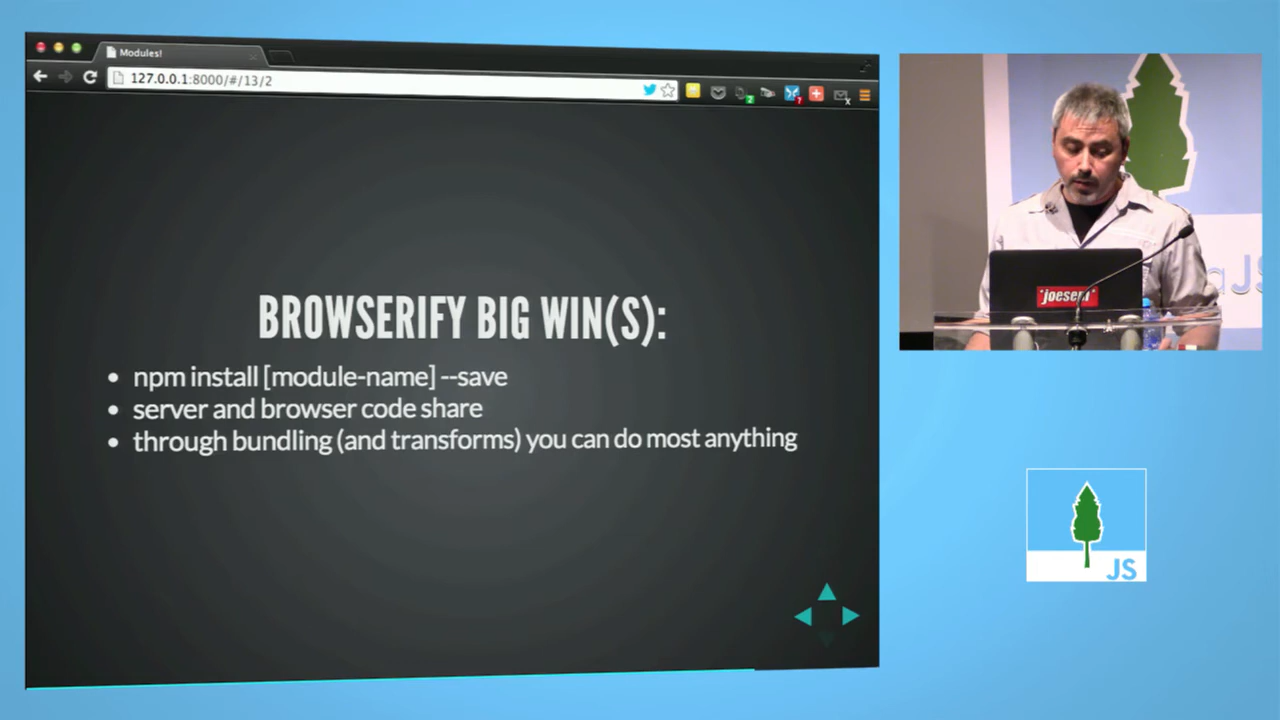 Modules!
127.0.0.1:8000/#/13/2
BROWSERIFY BIG WIN(S):
• npm install [module-name] --save
• server and browser code share
• through bundling (and transforms) you can do most anything
aJS
JS